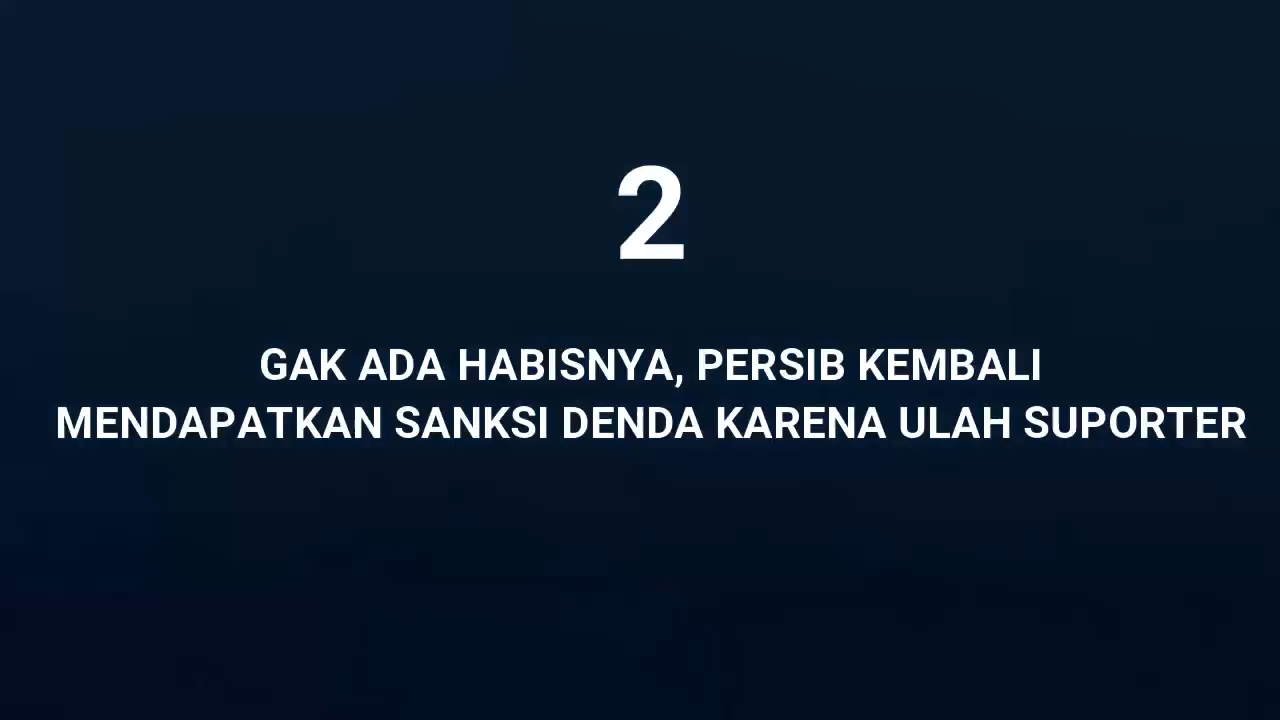 2
GAK ADA HABISNYA, PERSIB KEMBALI
MENDAPATKAN SANKSI DENDA KARENA ULAH SUPORTER